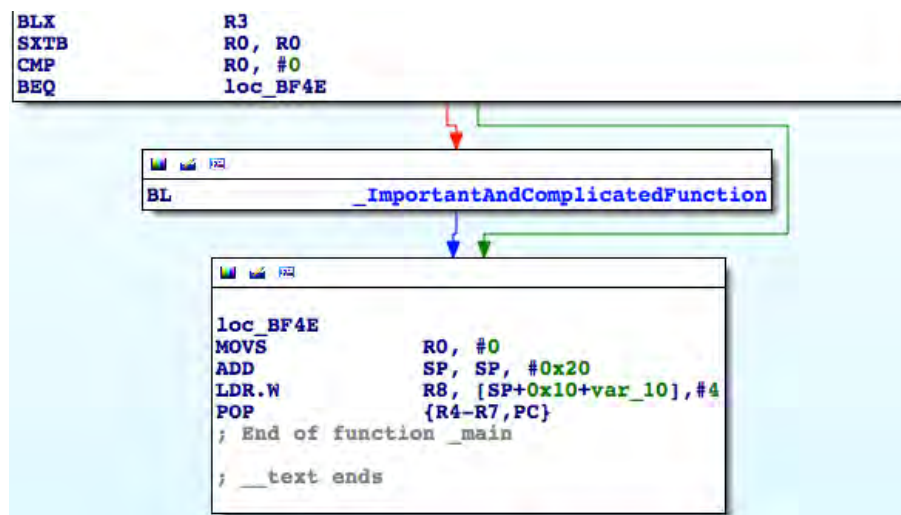 BLX R3
SXTB R0, R0
CMP R0, #0
BEQ loc_BF4E
BL _ImportantAndComplicatedFunction
loc_BF4E
MOVS R0, #0
ADD SP, SP, #0x20
LDR.W R8, [SP+0x10+var_10],#4
POP {R4-R7,PC}
; End of function _main
; __text ends